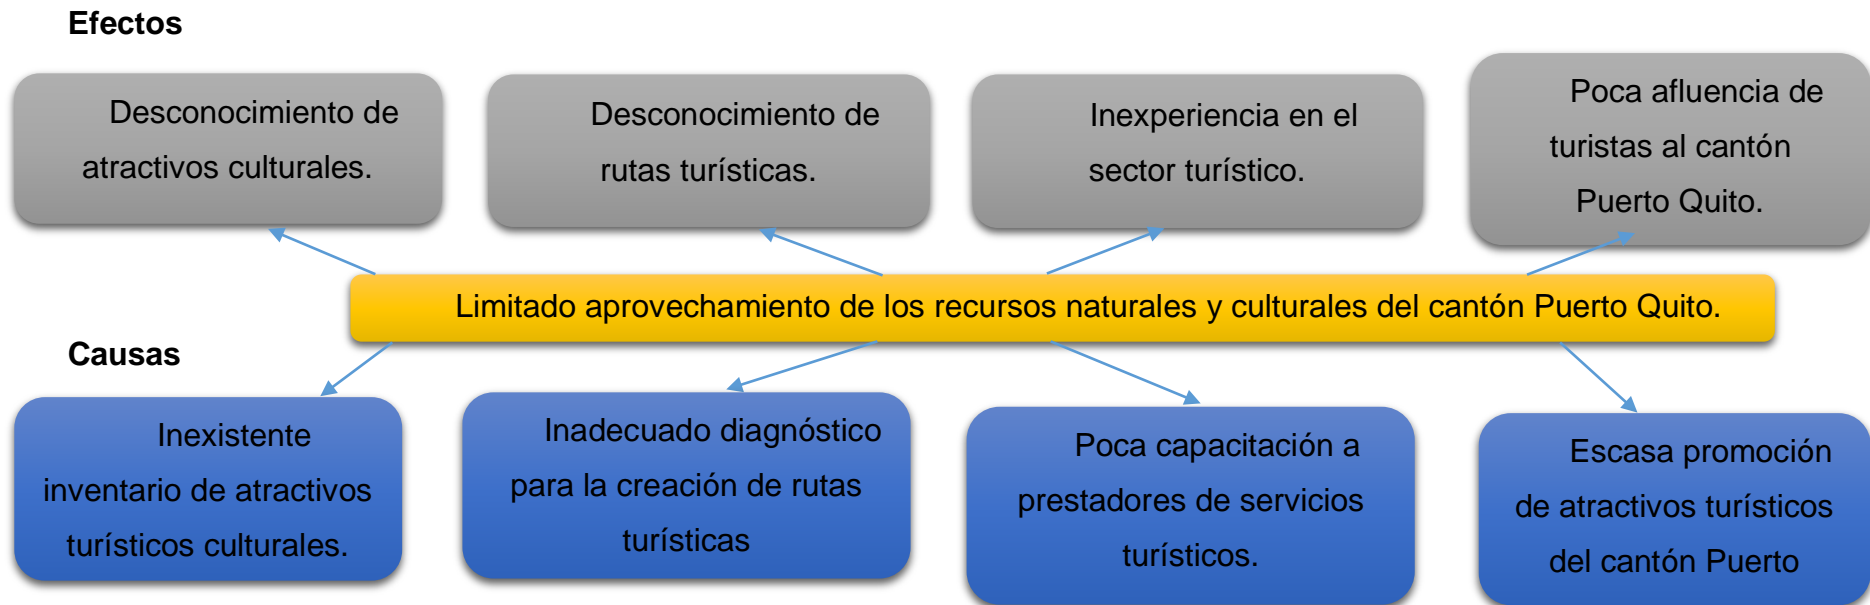 Efectos
Desconocimiento de
atractivos culturales.
Desconocimiento de
rutas turísticas.
Inexperiencia en el
sector turístico.
Poca afluencia de
turistas al cantón
Puerto Quito.
Limitado aprovechamiento de los recursos naturales y culturales del cantón Puerto Quito.
Causas
Inexistente
inventario de atractivos
turísticos culturales.
Inadecuado diagnóstico
para la creación de rutas
turísticas
Poca capacitación a
prestadores de servicios
turísticos.
Escasa promoción
de atractivos turísticos
del cantón Puerto